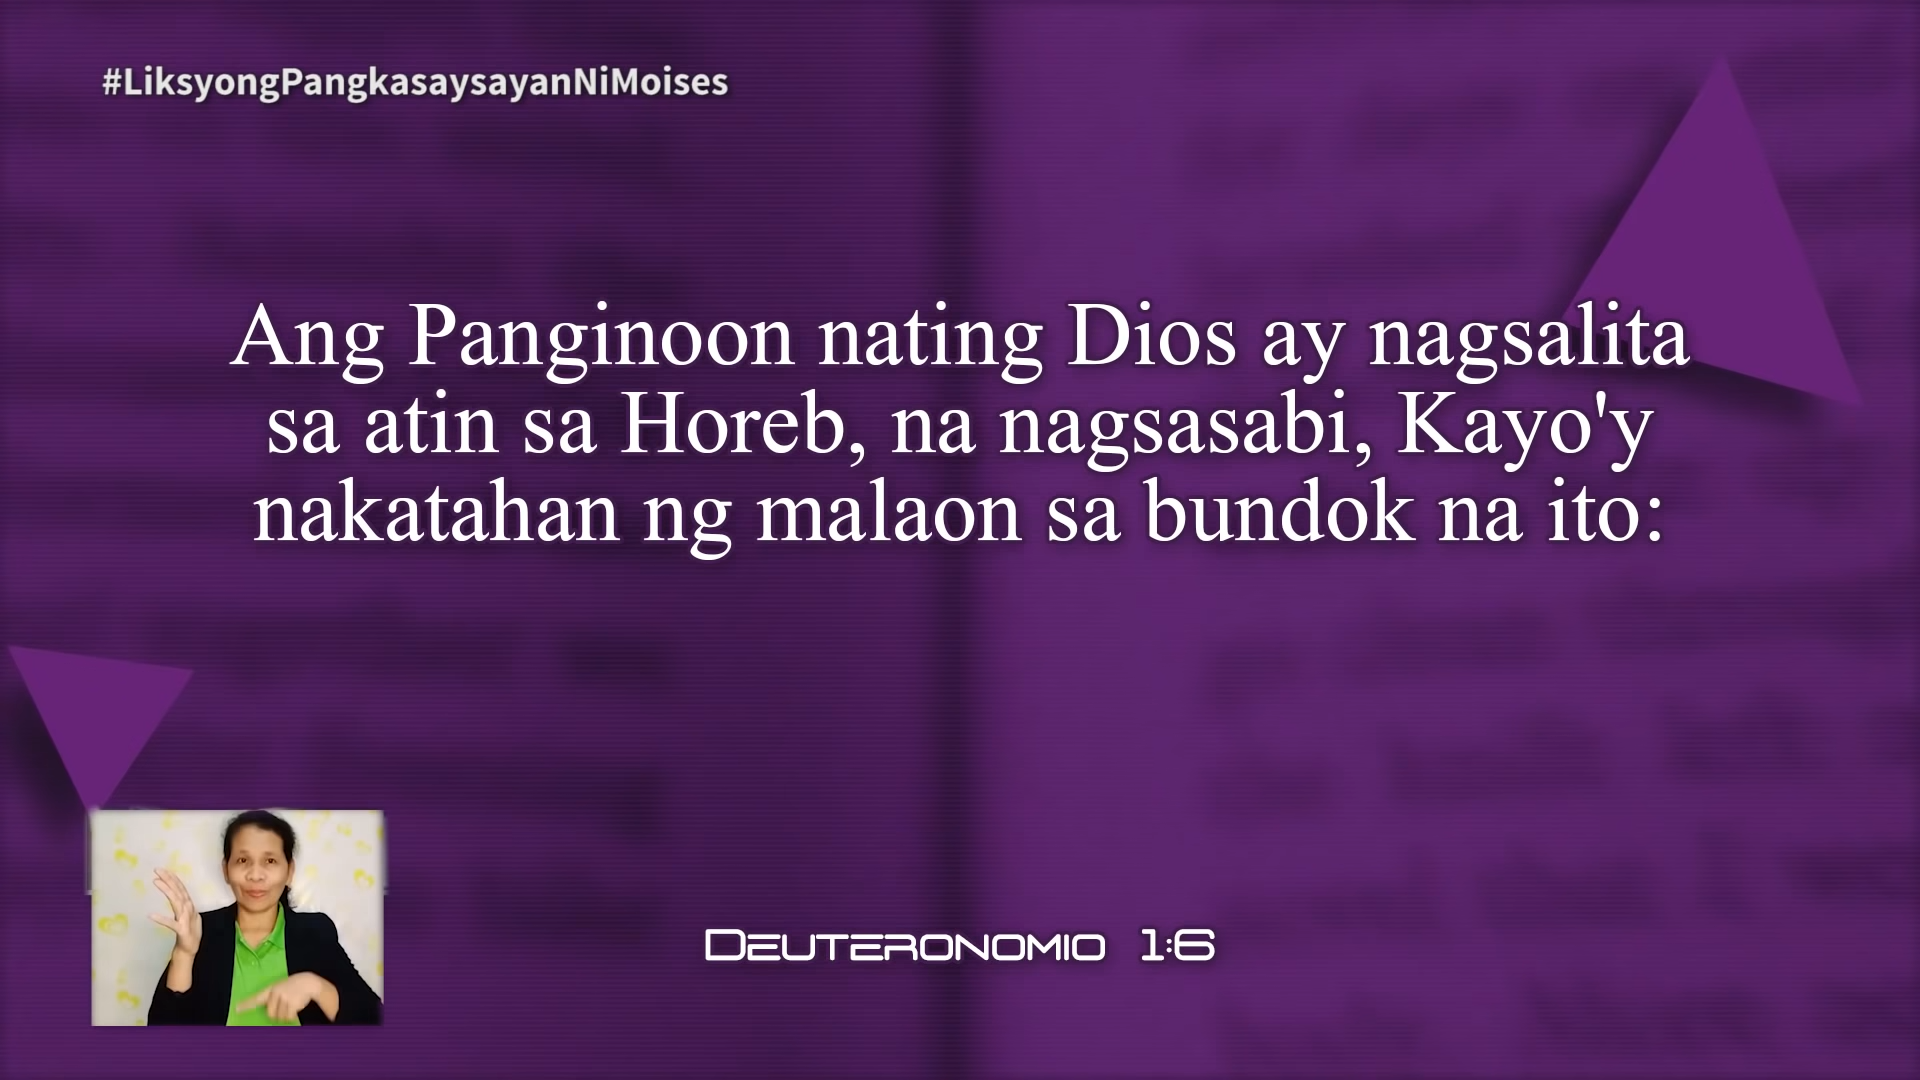 #LiksyongPangkasaysayanNiMoises
Ang Panginoon nating Dios ay nagsalita
sa atin sa Horeb, na nagsasabi, Kayo'y
nakatahan ng malaon sa bundok na ito:
Deuteronomio 1:6